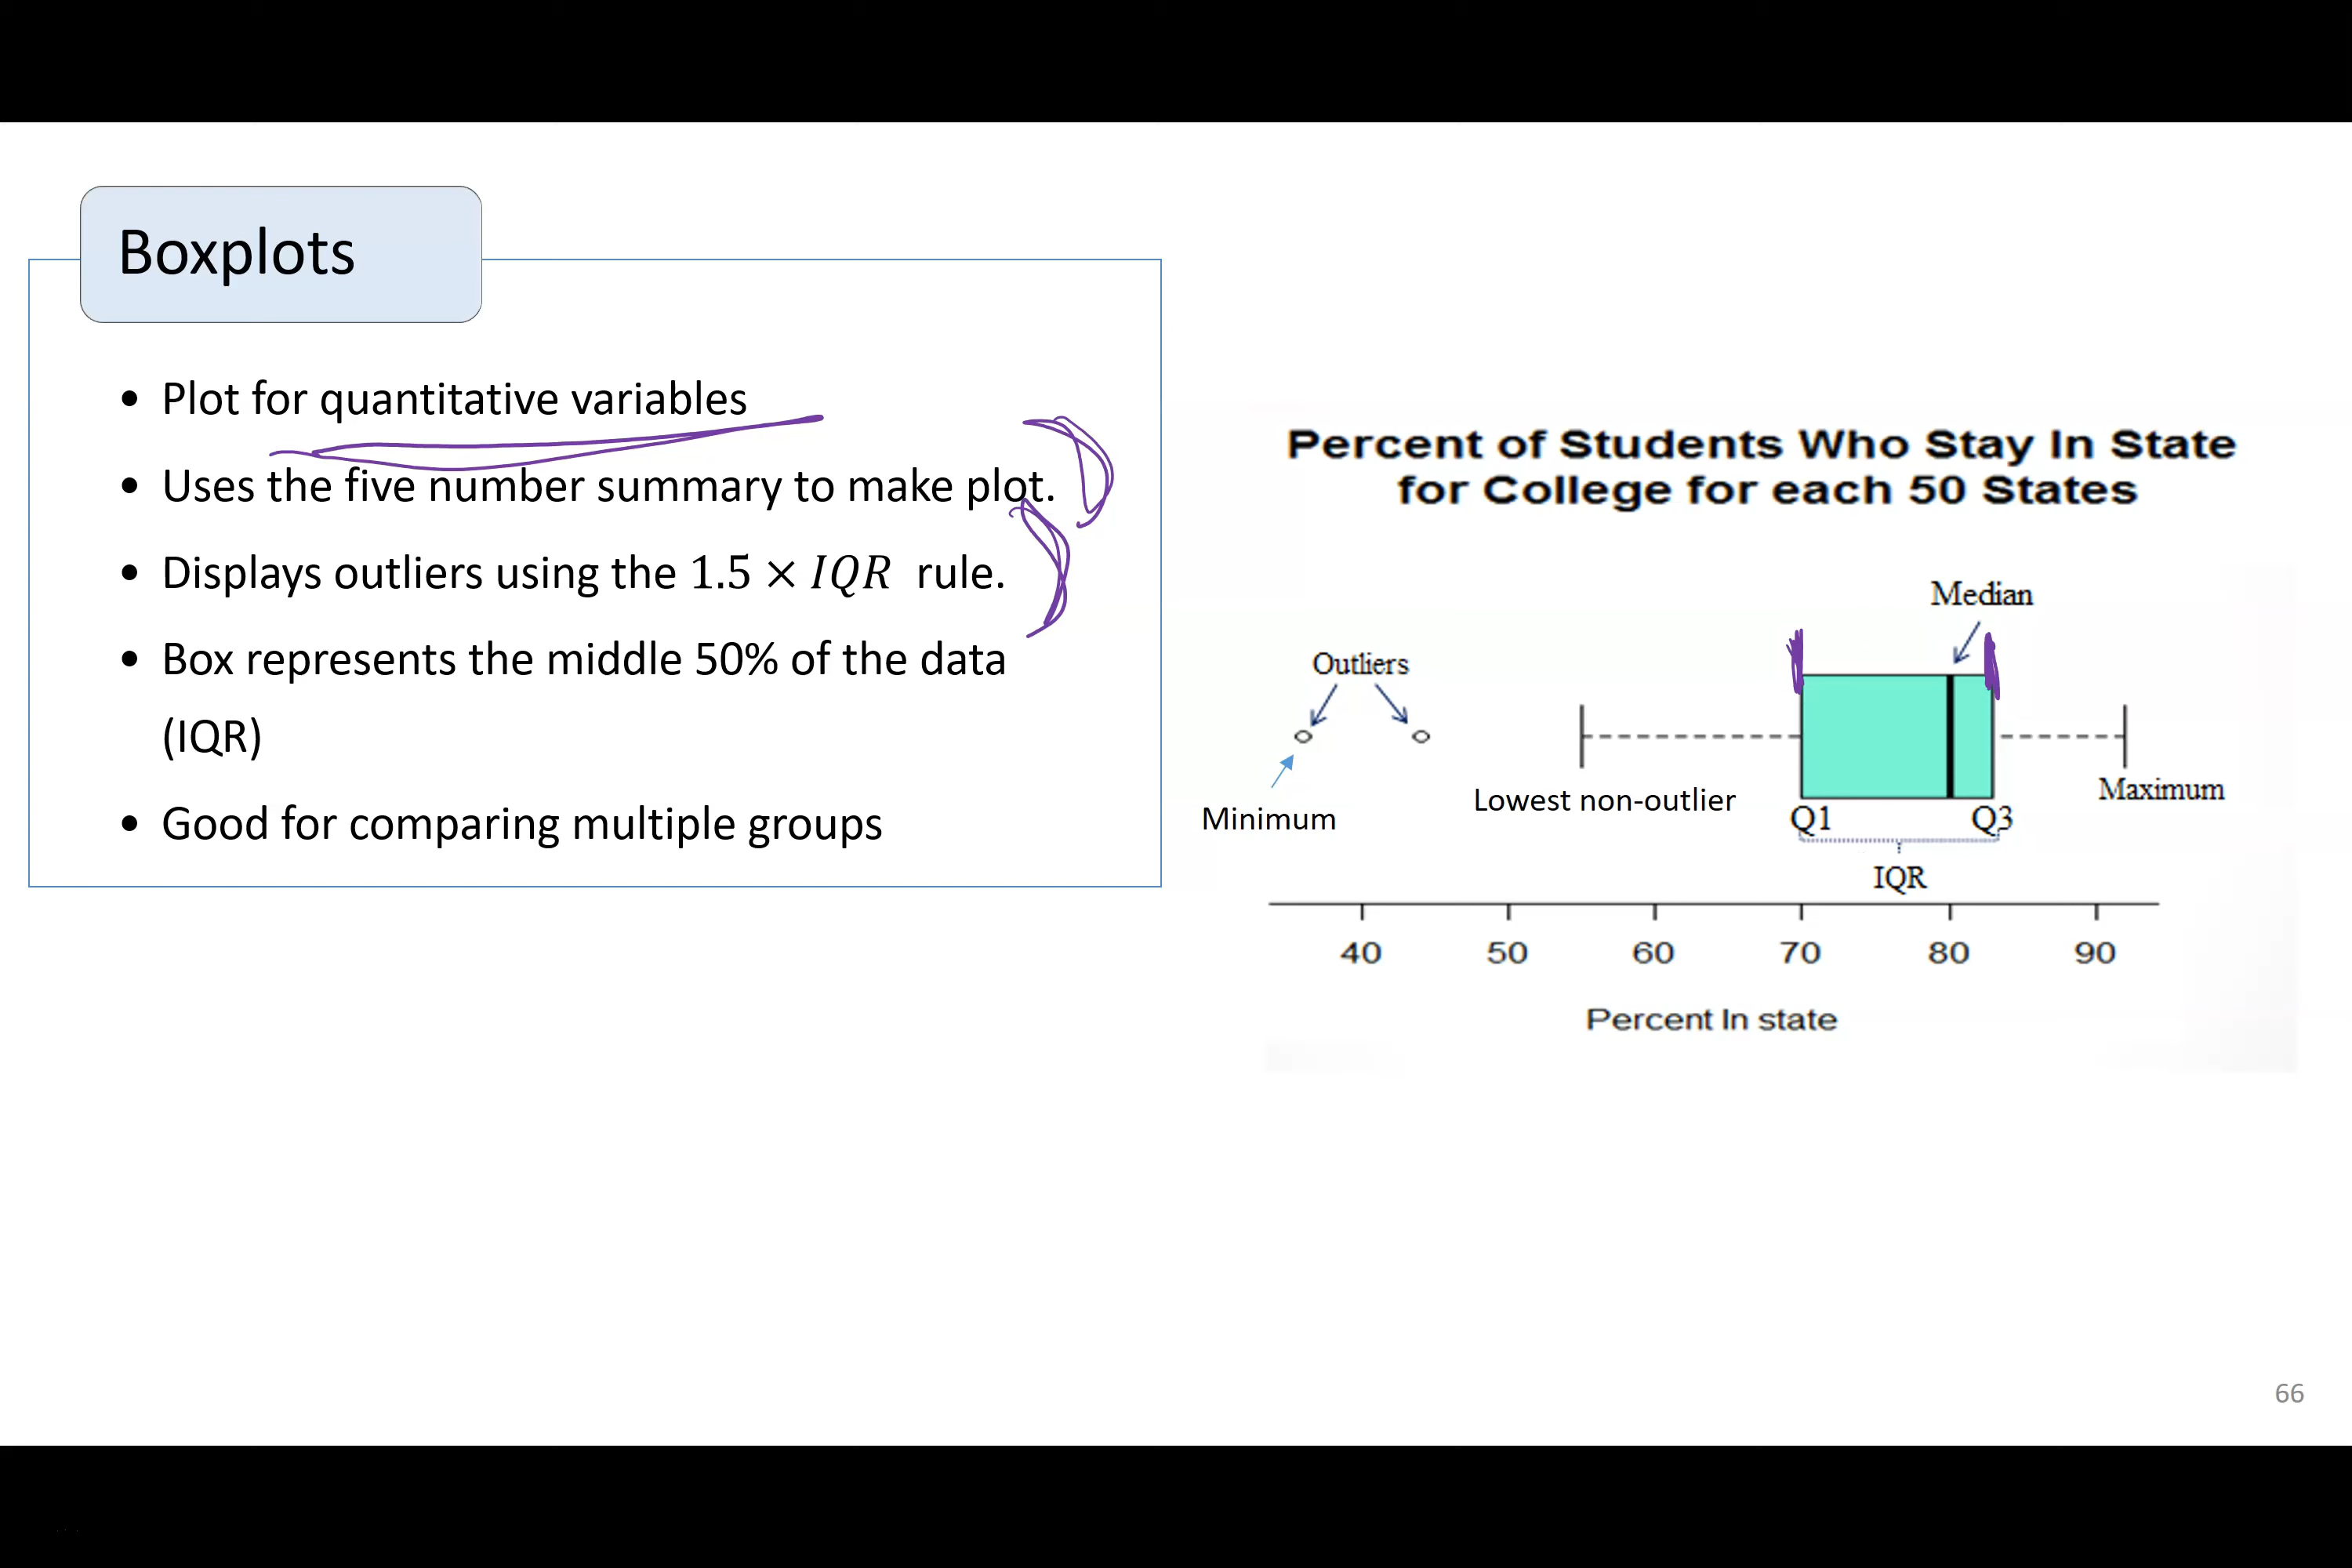 Boxplots
• Plot for quantitative variables
• Uses the five number summary to make plot.
• Displays outliers using the 1.5 × IQR rule.
• Box represents the middle 50% of the data
(IQR)
• Good for comparing multiple groups
Percent of Students Who Stay In State
for College for each 50 States
Median
Outliers
Minimum
Lowest non-outlier
Q1
Q3
Maximum
IQR
40 50 60 70 80 90
Percent In state
66